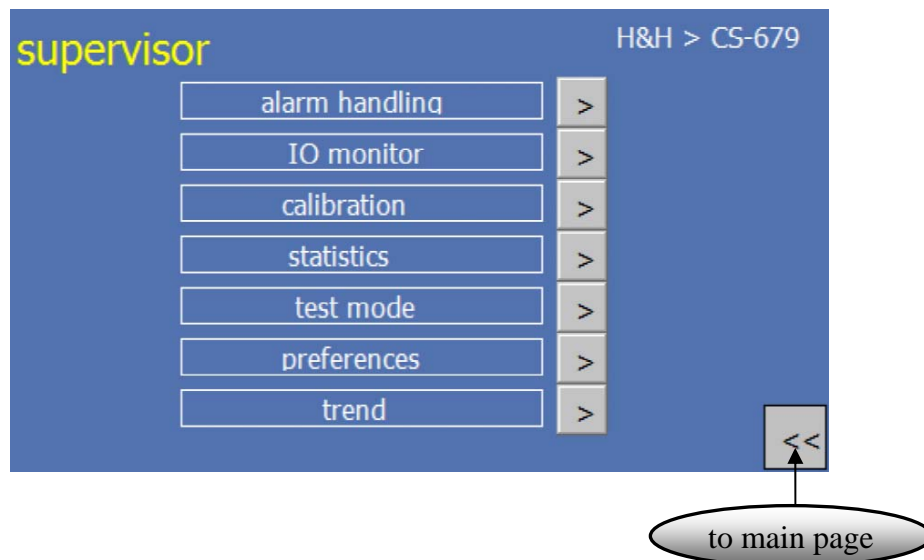 supervisor
H&H > CS-679
alarm handling >
IO monitor >
calibration >
statistics >
test mode >
preferences >
trend >
<<
to main page